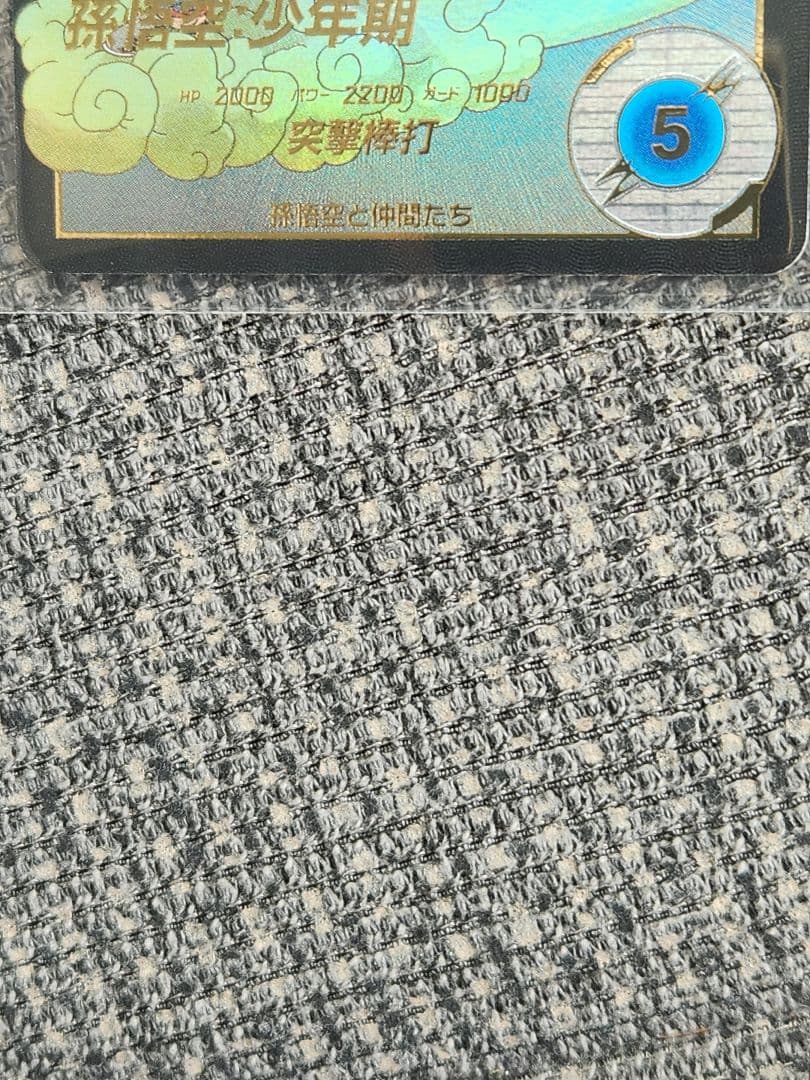 孫悟空:少年期
HP 2000 パワー 2200 ガード 1000
突撃棒打
5
孫悟空と仲間たち